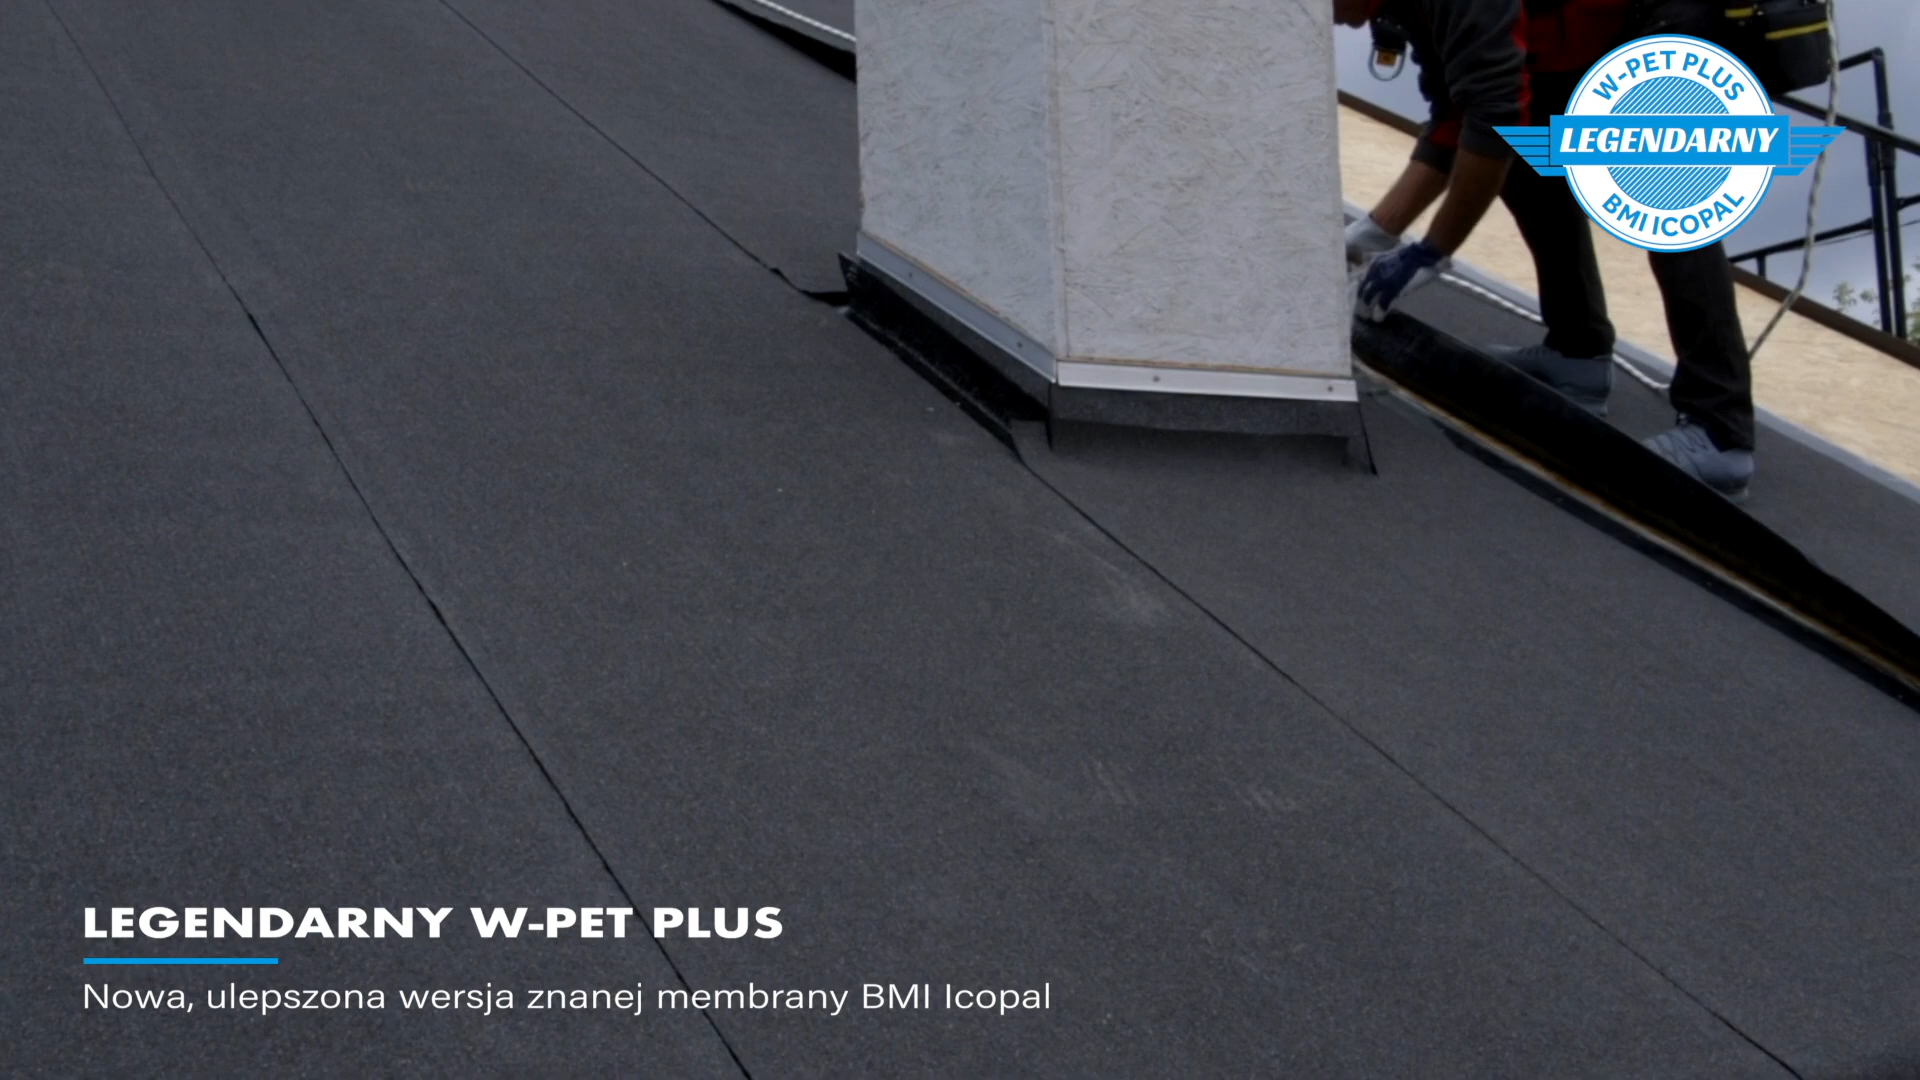 W-PET PLUS
LEGENDARNY
BMI ICOPAL
LEGENDARNY W-PET PLUS
Nowa, ulepszona wersja znanej membrany BMI Icopal